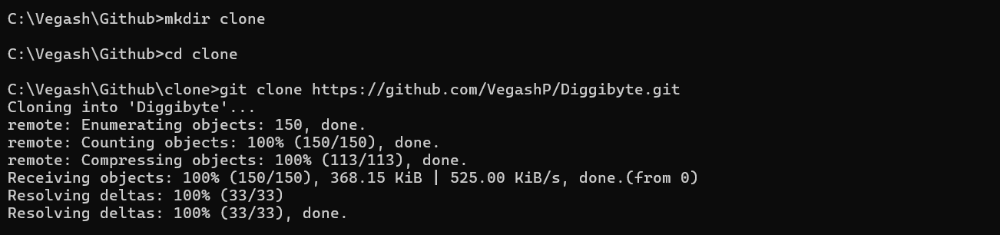 C:\Vegash\Github>mkdir clone
C:\Vegash\Github>cd clone
C:\Vegash\Github\clone>git clone https://github.com/VegashP/Diggibyte.git
Cloning into 'Diggibyte'...
remote: Enumerating objects: 150, done.
remote: Counting objects: 100% (150/150), done.
remote: Compressing objects: 100% (113/113), done.
Receiving objects: 100% (150/150), 368.15 KiB | 525.00 KiB/s, done.(from 0)
Resolving deltas: 100% (33/33)
Resolving deltas: 100% (33/33), done.